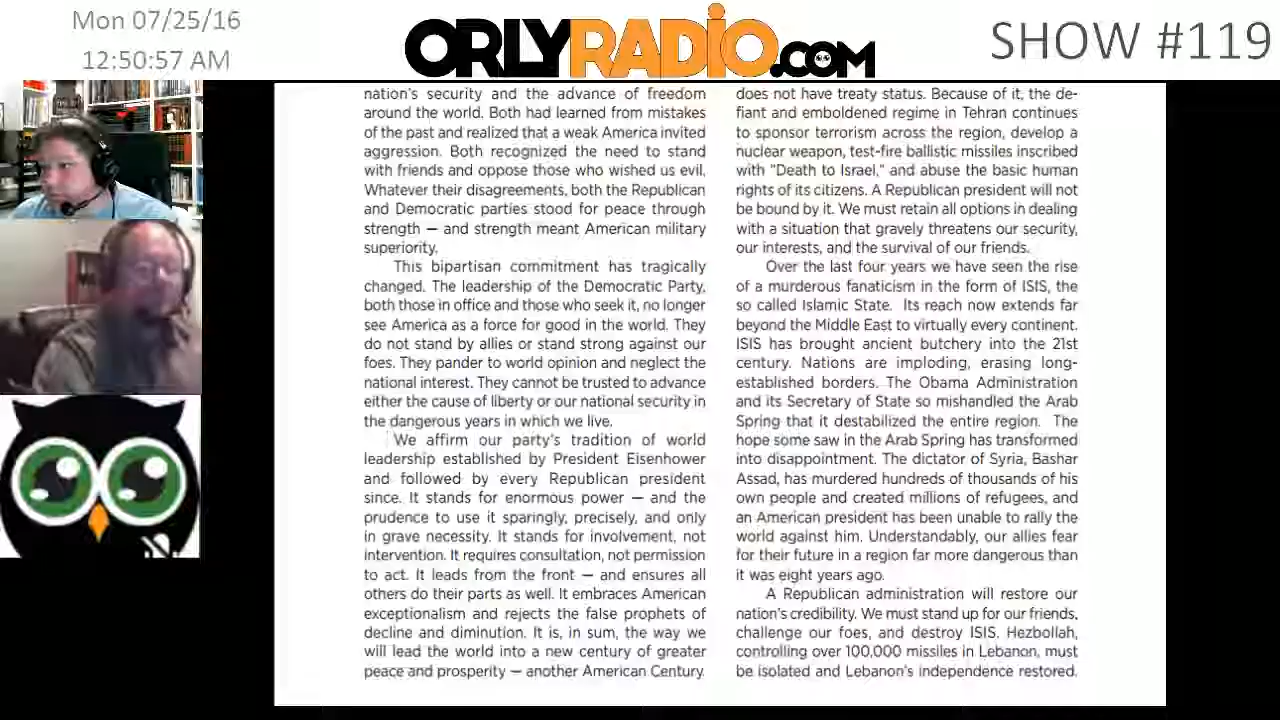 Mon 07/25/16
12:50:57 AM
ORLYRADIO.COM
SHOW #119
nation's security and the advance of freedom
around the world. Both had learned from mistakes
of the past and realized that a weak America invited
aggression. Both recognized the need to stand
with friends and oppose those who wished us evil.
Whatever their disagreements, both the Republican
and Democratic parties stood for peace through
strength — and strength meant American military
superiority.
This bipartisan commitment has tragically
changed. The leadership of the Democratic Party,
both those in office and those who seek it, no longer
see America as a force for good in the world. They
do not stand by allies or stand strong against our
foes. They pander to world opinion and neglect the
national interest. They cannot be trusted to advance
either the cause of liberty or our national security in
the dangerous years in which we live.
We affirm our party's tradition of world
leadership established by President Eisenhower
and followed by every Republican president
since. It stands for enormous power — and the
prudence to use it sparingly, precisely, and only
in grave necessity. It stands for involvement, not
intervention. It requires consultation, not permission
to act. It leads from the front — and ensures all
others do their parts as well. It embraces American
exceptionalism and rejects the false prophets of
decline and diminution. It is, in sum, the way we
will lead the world into a new century of greater
peace and prosperity — another American Century.
does not have treaty status. Because of it, the de-
fiant and emboldened regime in Tehran continues
to sponsor terrorism across the region, develop a
nuclear weapon, test-fire ballistic missiles inscribed
with "Death to Israel," and abuse the basic human
rights of its citizens. A Republican president will not
be bound by it. We must retain all options in dealing
with a situation that gravely threatens our security,
our interests, and the survival of our friends.
Over the last four years we have seen the rise
of a murderous fanaticism in the form of ISIS, the
so called Islamic State. Its reach now extends far
beyond the Middle East to virtually every continent.
ISIS has brought ancient butchery into the 21st
century. Nations are imploding, erasing long-
established borders. The Obama Administration
and its Secretary of State so mishandled the Arab
Spring that it destabilized the entire region. The
hope some saw in the Arab Spring has transformed
into disappointment. The dictator of Syria, Bashar
Assad, has murdered hundreds of thousands of his
own people and created millions of refugees, and
an American president has been unable to rally the
world against him. Understandably, our allies fear
for their future in a region far more dangerous than
it was eight years ago.
A Republican administration will restore our
nation's credibility. We must stand up for our friends,
challenge our foes, and destroy ISIS. Hezbollah,
controlling over 100,000 missiles in Lebanon, must
be isolated and Lebanon's independence restored.